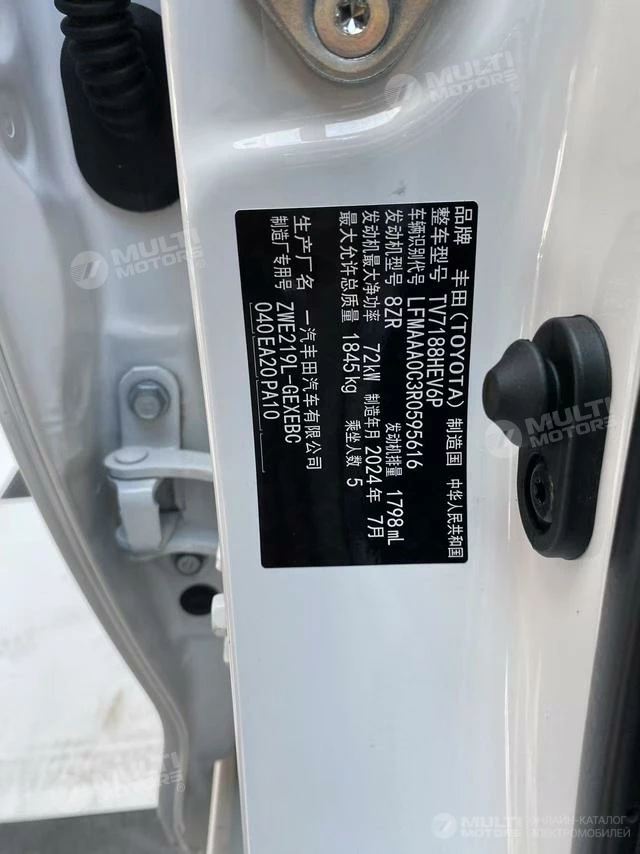 品牌 丰田(TOYOTA) 制造国 中华人民共和国
整车型号 TV7188HEV6P
车辆识别代号 LFMAAA0C3R0595616
发动机型号 8ZR 发动机排量 1798mL
发动机最大净功率 72kW 制造年月 2024年 7月
最大允许总质量 1845kg 乘坐人数 5
生产厂名 一汽丰田汽车有限公司
制造厂专用号 ZWE219L-GEXEBC
040EA20PA10
MULTI MOTORS
MULTI MOTORS
MULTI MOTORS
MULTI MOTORS
MULTI MOTORS ОНЛАЙН-КАТАЛОГ ЭЛЕКТРОМОБИЛЕЙ